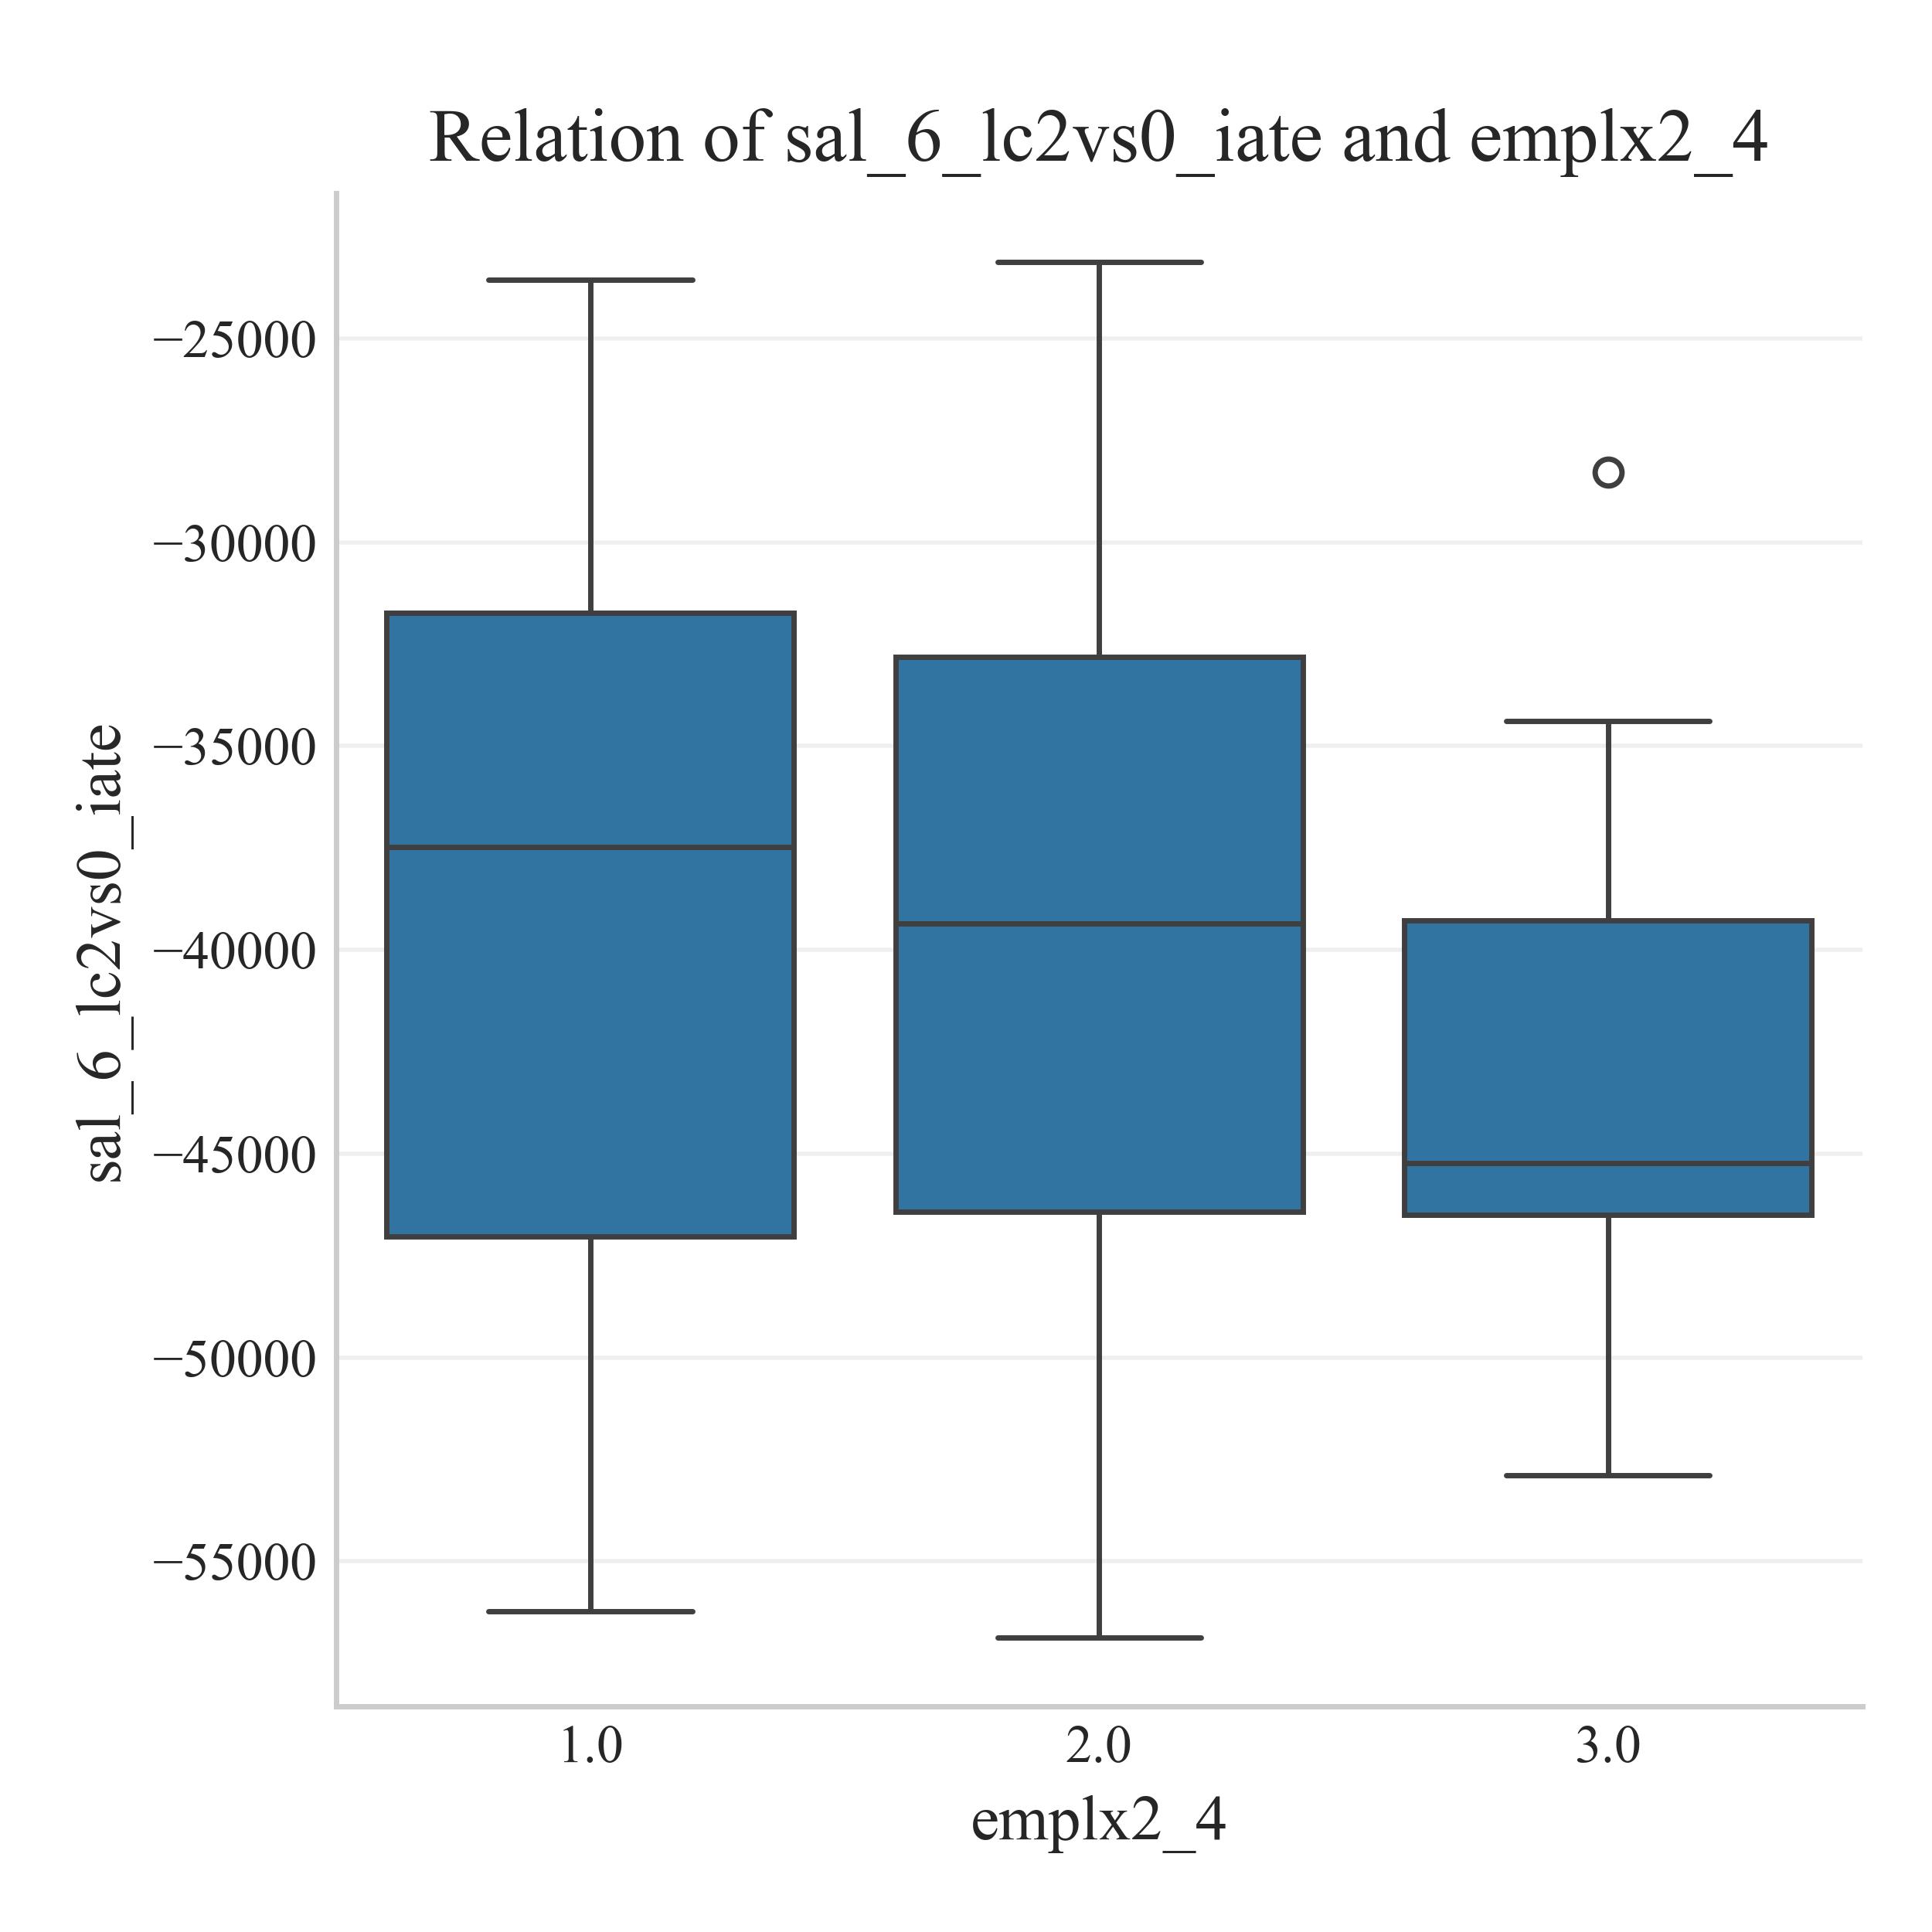 Relation of sal_6_lc2vs0_iate and emplx2_4
sal_6_lc2vs0_iate
−25000
−30000
−35000
−40000
−45000
−50000
−55000
1.0 2.0 3.0
emplx2_4